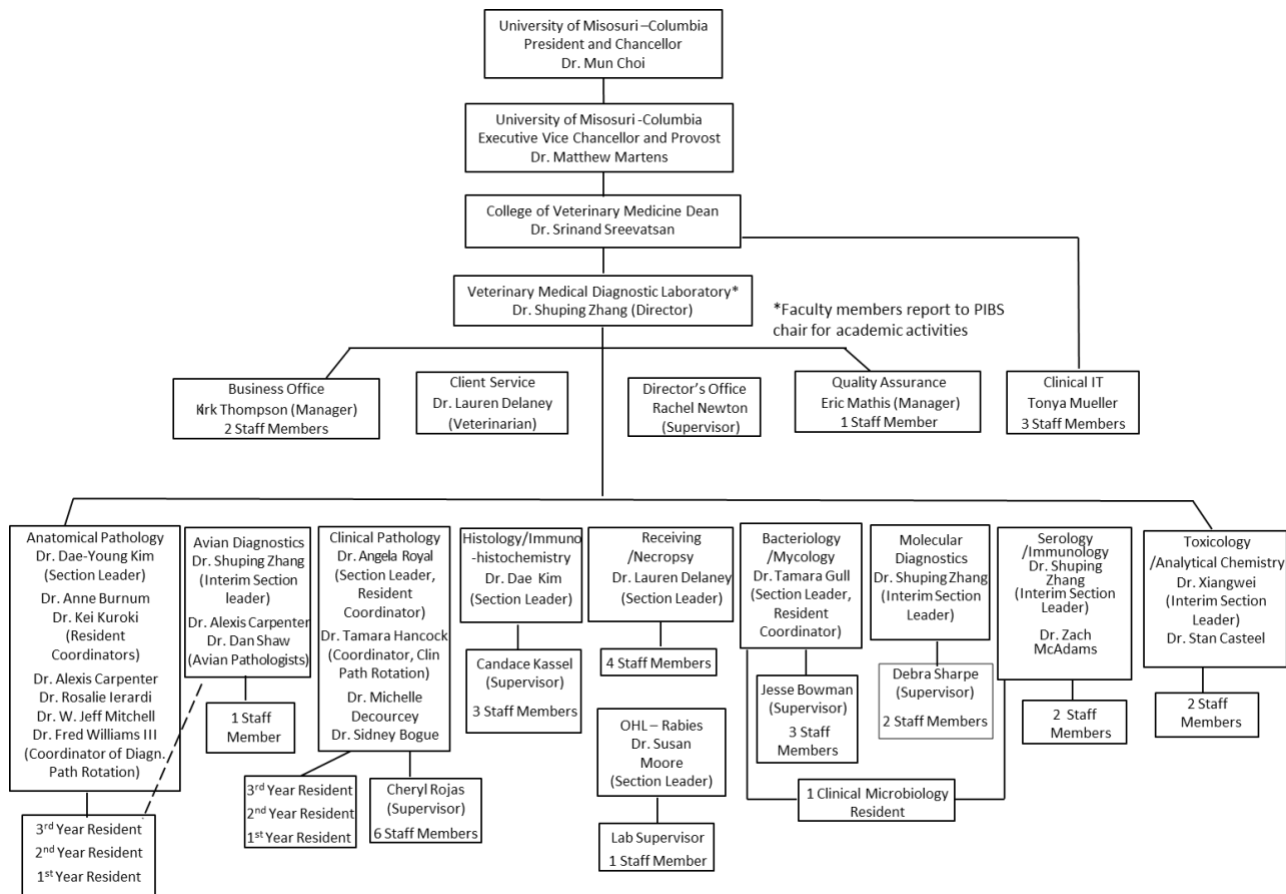 University of Misosuri –Columbia
President and Chancellor
Dr. Mun Choi
University of Misosuri -Columbia
Executive Vice Chancellor and Provost
Dr. Matthew Martens
College of Veterinary Medicine Dean
Dr. Srinand Sreevatsan
Veterinary Medical Diagnostic Laboratory*
Dr. Shuping Zhang (Director)
*Faculty members report to PIBS
chair for academic activities
Business Office
Kirk Thompson (Manager)
2 Staff Members
Client Service
Dr. Lauren Delaney
(Veterinarian)
Director's Office
Rachel Newton
(Supervisor)
Quality Assurance
Eric Mathis (Manager)
1 Staff Member
Clinical IT
Tonya Mueller
3 Staff Members
Anatomical Pathology
Dr. Dae-Young Kim
(Section Leader)
Dr. Anne Burnum
Dr. Kei Kuroki
(Resident
Coordinators)
Dr. Alexis Carpenter
Dr. Rosalie Ierardi
Dr. W. Jeff Mitchell
Dr. Fred Williams III
(Coordinator of Diagn.
Path Rotation)
3rd Year Resident
2nd Year Resident
1st Year Resident
Avian Diagnostics
Dr. Shuping Zhang
(Interim Section
leader)
Dr. Alexis Carpenter
Dr. Dan Shaw
(Avian Pathologists)
1 Staff
Member
Clinical Pathology
Dr. Angela Royal
(Section Leader,
Resident
Coordinator)
Dr. Tamara Hancock
(Coordinator, Clin
Path Rotation)
Dr. Michelle
Decourcey
Dr. Sidney Bogue
3rd Year Resident
2nd Year Resident
1st Year Resident
Cheryl Rojas
(Supervisor)
6 Staff Members
Histology/Immuno
-histochemistry
Dr. Dae Kim
(Section Leader)
Candace Kassel
(Supervisor)
3 Staff Members
Receiving
/Necropsy
Dr. Lauren Delaney
(Section Leader)
4 Staff Members
OHL – Rabies
Dr. Susan
Moore
(Section Leader)
Lab Supervisor
1 Staff Member
Bacteriology
/Mycology
Dr. Tamara Gull
(Section Leader,
Resident
Coordinator)
Jesse Bowman
(Supervisor)
3 Staff
Members
Molecular
Diagnostics
Dr. Shuping Zhang
(Interim Section
Leader)
Debra Sharpe
(Supervisor)
2 Staff Members
Serology
/Immunology
Dr. Shuping
Zhang
(Interim Section
Leader)
Dr. Zach
McAdams
2 Staff
Members
1 Clinical Microbiology
Resident
Toxicology
/Analytical Chemistry
Dr. Xiangwei
(Interim Section
Leader)
Dr. Stan Casteel
2 Staff
Members